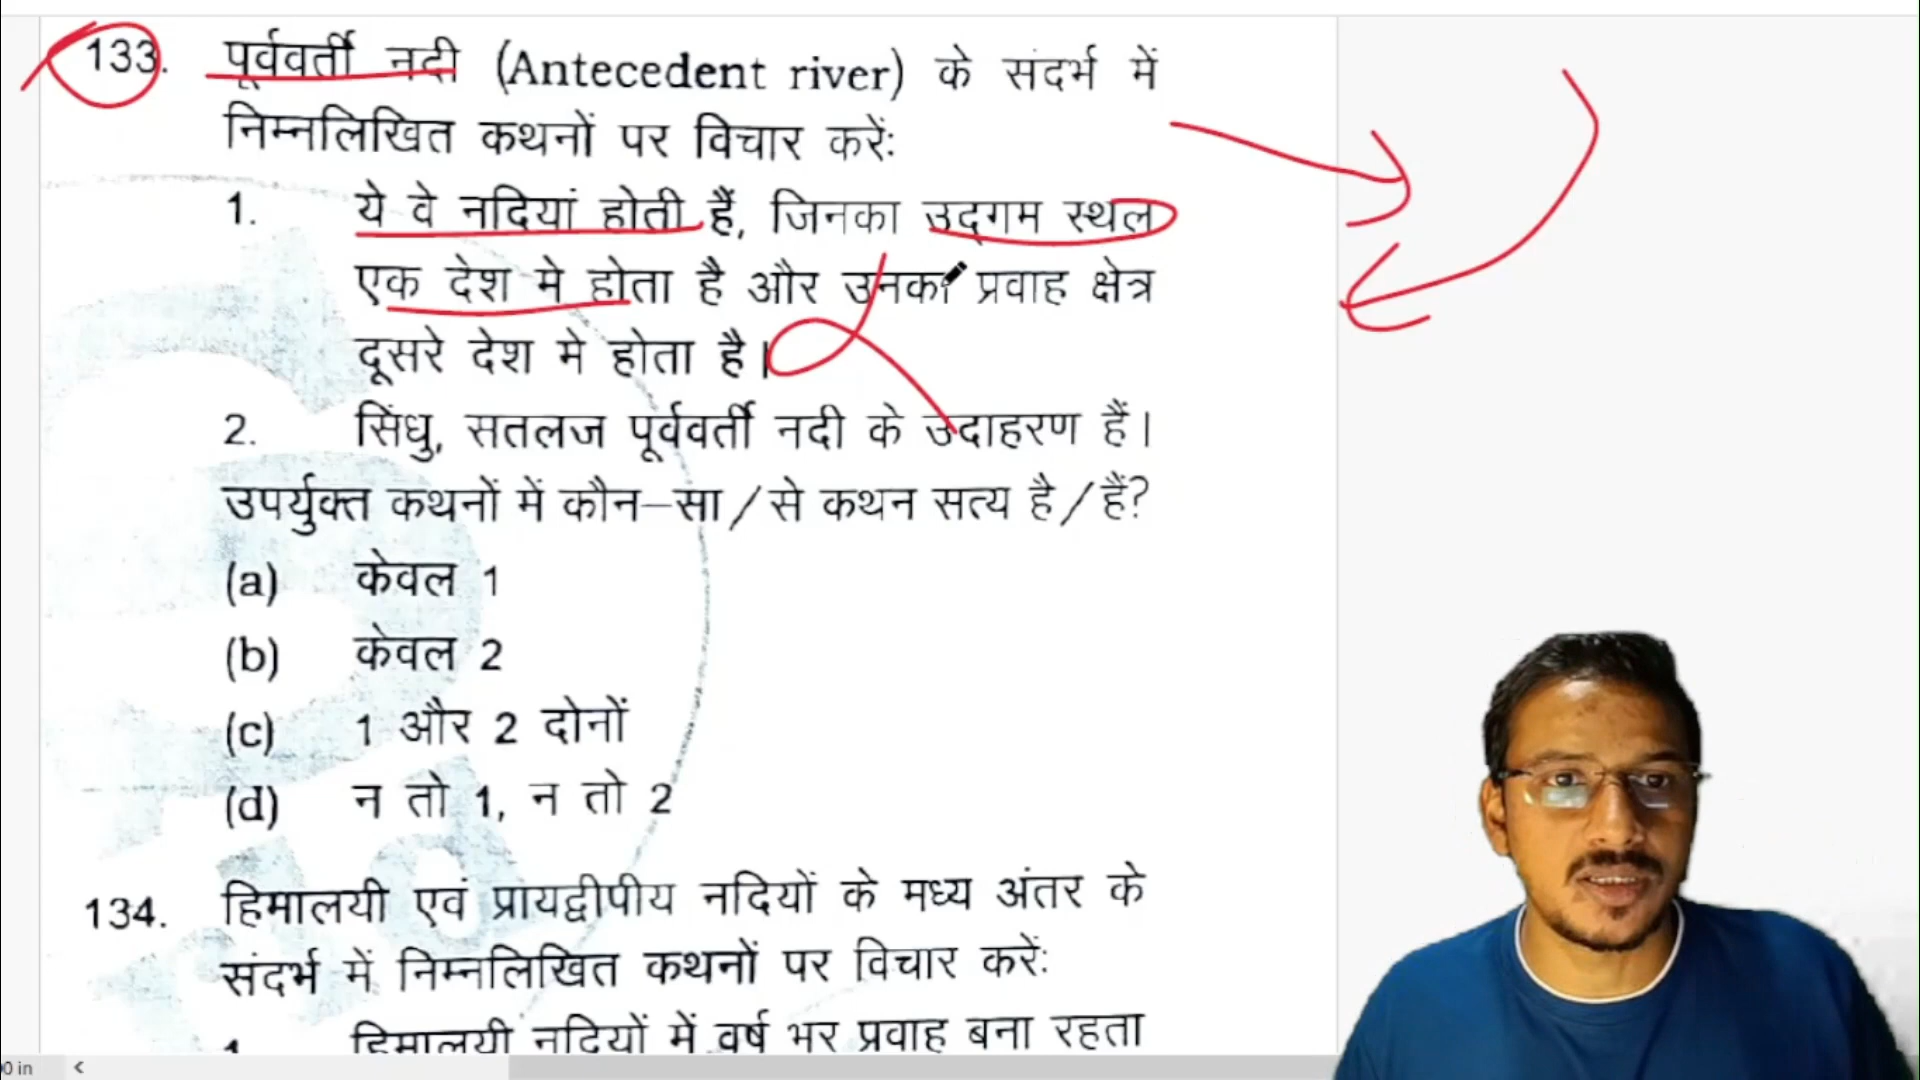 133. पूर्ववर्ती नदी (Antecedent river) के संदर्भ में
निम्नलिखित कथनों पर विचार करें:
1. ये वे नदियां होती हैं, जिनका उद्गम स्थल
एक देश मे होता है और उनका प्रवाह क्षेत्र
दूसरे देश मे होता है।
2. सिंधु, सतलज पूर्ववर्ती नदी के उदाहरण हैं।
उपर्युक्त कथनों में कौन–सा/से कथन सत्य है/हैं?
(a) केवल 1
(b) केवल 2
(c) 1 और 2 दोनों
(d) न तो 1, न तो 2
134. हिमालयी एवं प्रायद्वीपीय नदियों के मध्य अंतर के
संदर्भ में निम्नलिखित कथनों पर विचार करें:
1. हिमालयी नदियों में वर्ष भर प्रवाह बना रहता
0 in